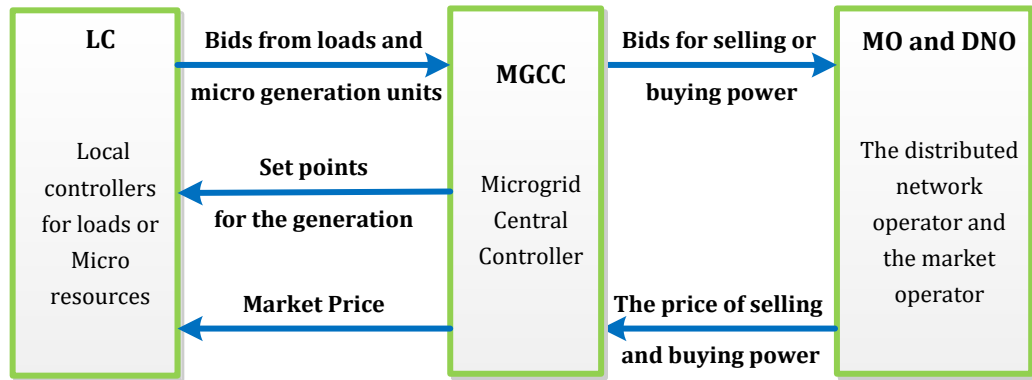 LC
Local
controllers
for loads or
Micro
resources
Bids from loads and
micro generation units
Set points
for the generation
Market Price
MGCC
Microgrid
Central
Controller
Bids for selling or
buying power
The price of selling
and buying power
MO and DNO
The distributed
network
operator and
the market
operator